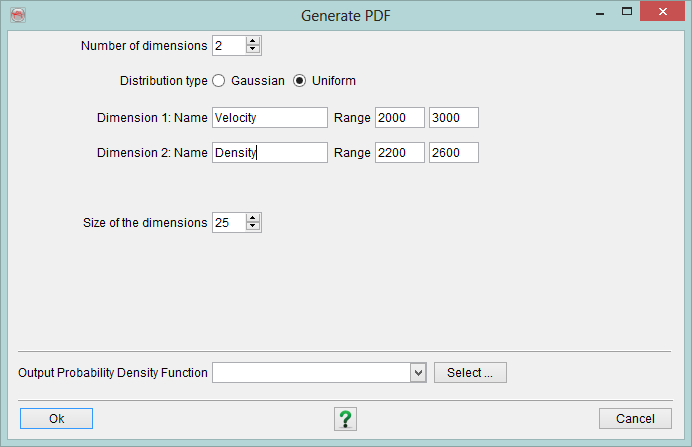 Generate PDF
Number of dimensions 2
Distribution type Gaussian Uniform
Dimension 1: Name Velocity Range 2000 3000
Dimension 2: Name Density Range 2200 2600
Size of the dimensions 25
Output Probability Density Function Select ...
Ok ? Cancel